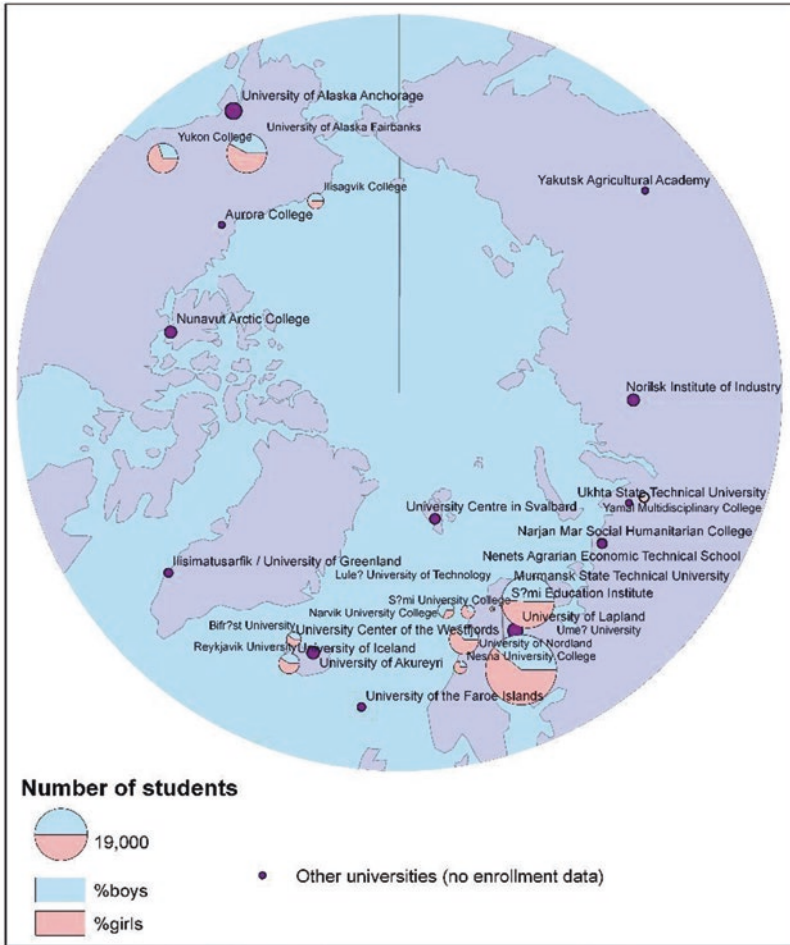 University of Alaska Anchorage
University of Alaska Fairbanks
Yukon College
Yakutsk Agricultural Academy
Ilisagvik College
Aurora College
Nunavut Arctic College
Norilsk Institute of Industry
Ukhta State Technical University
University Centre in Svalbard
Yamal Multidisciplinary College
Narjan Mar Social Humanitarian College
Ilisimatusarfik / University of Greenland
Nenets Agrarian Economic Technical School
Lule? University of Technology
Murmansk State Technical University
S?mi University College
S?mi Education Institute
Narvik University College
University of Lapland
Bifr?st University
University Center of the Westfjords
Ume? University
Reykjavik University
University of Iceland
University of Nordland
University of Akureyri
Nesna University College
University of the Faroe Islands
Number of students
19,000
Other universities (no enrollment data)
%boys
%girls